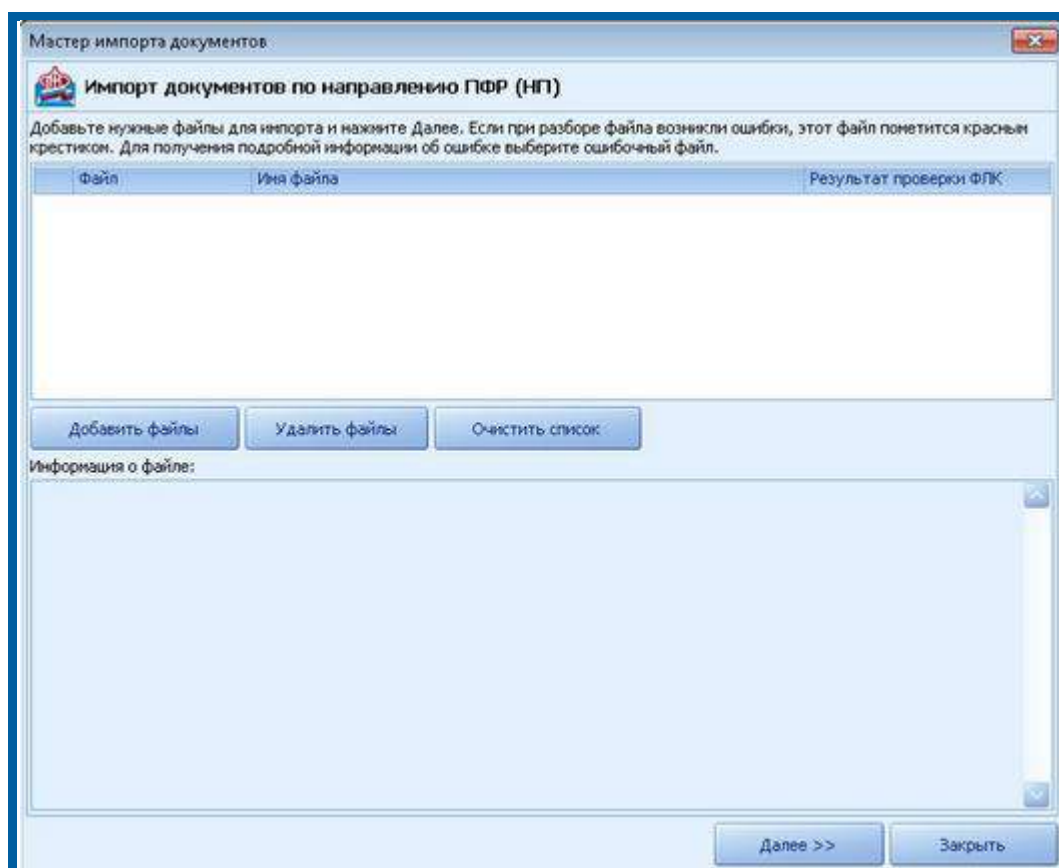 Мастер импорта документов
Импорт документов по направлению ПФР (НП)
Добавьте нужные файлы для импорта и нажмите Далее. Если при разборе файла возникли ошибки, этот файл пометится красным
крестиком. Для получения подробной информации об ошибке выберите ошибочный файл.
Файл Имя файла Результат проверки ФЛК
Добавить файлы Удалить файлы Очистить список
Информация о файле:
Далее >> Закрыть